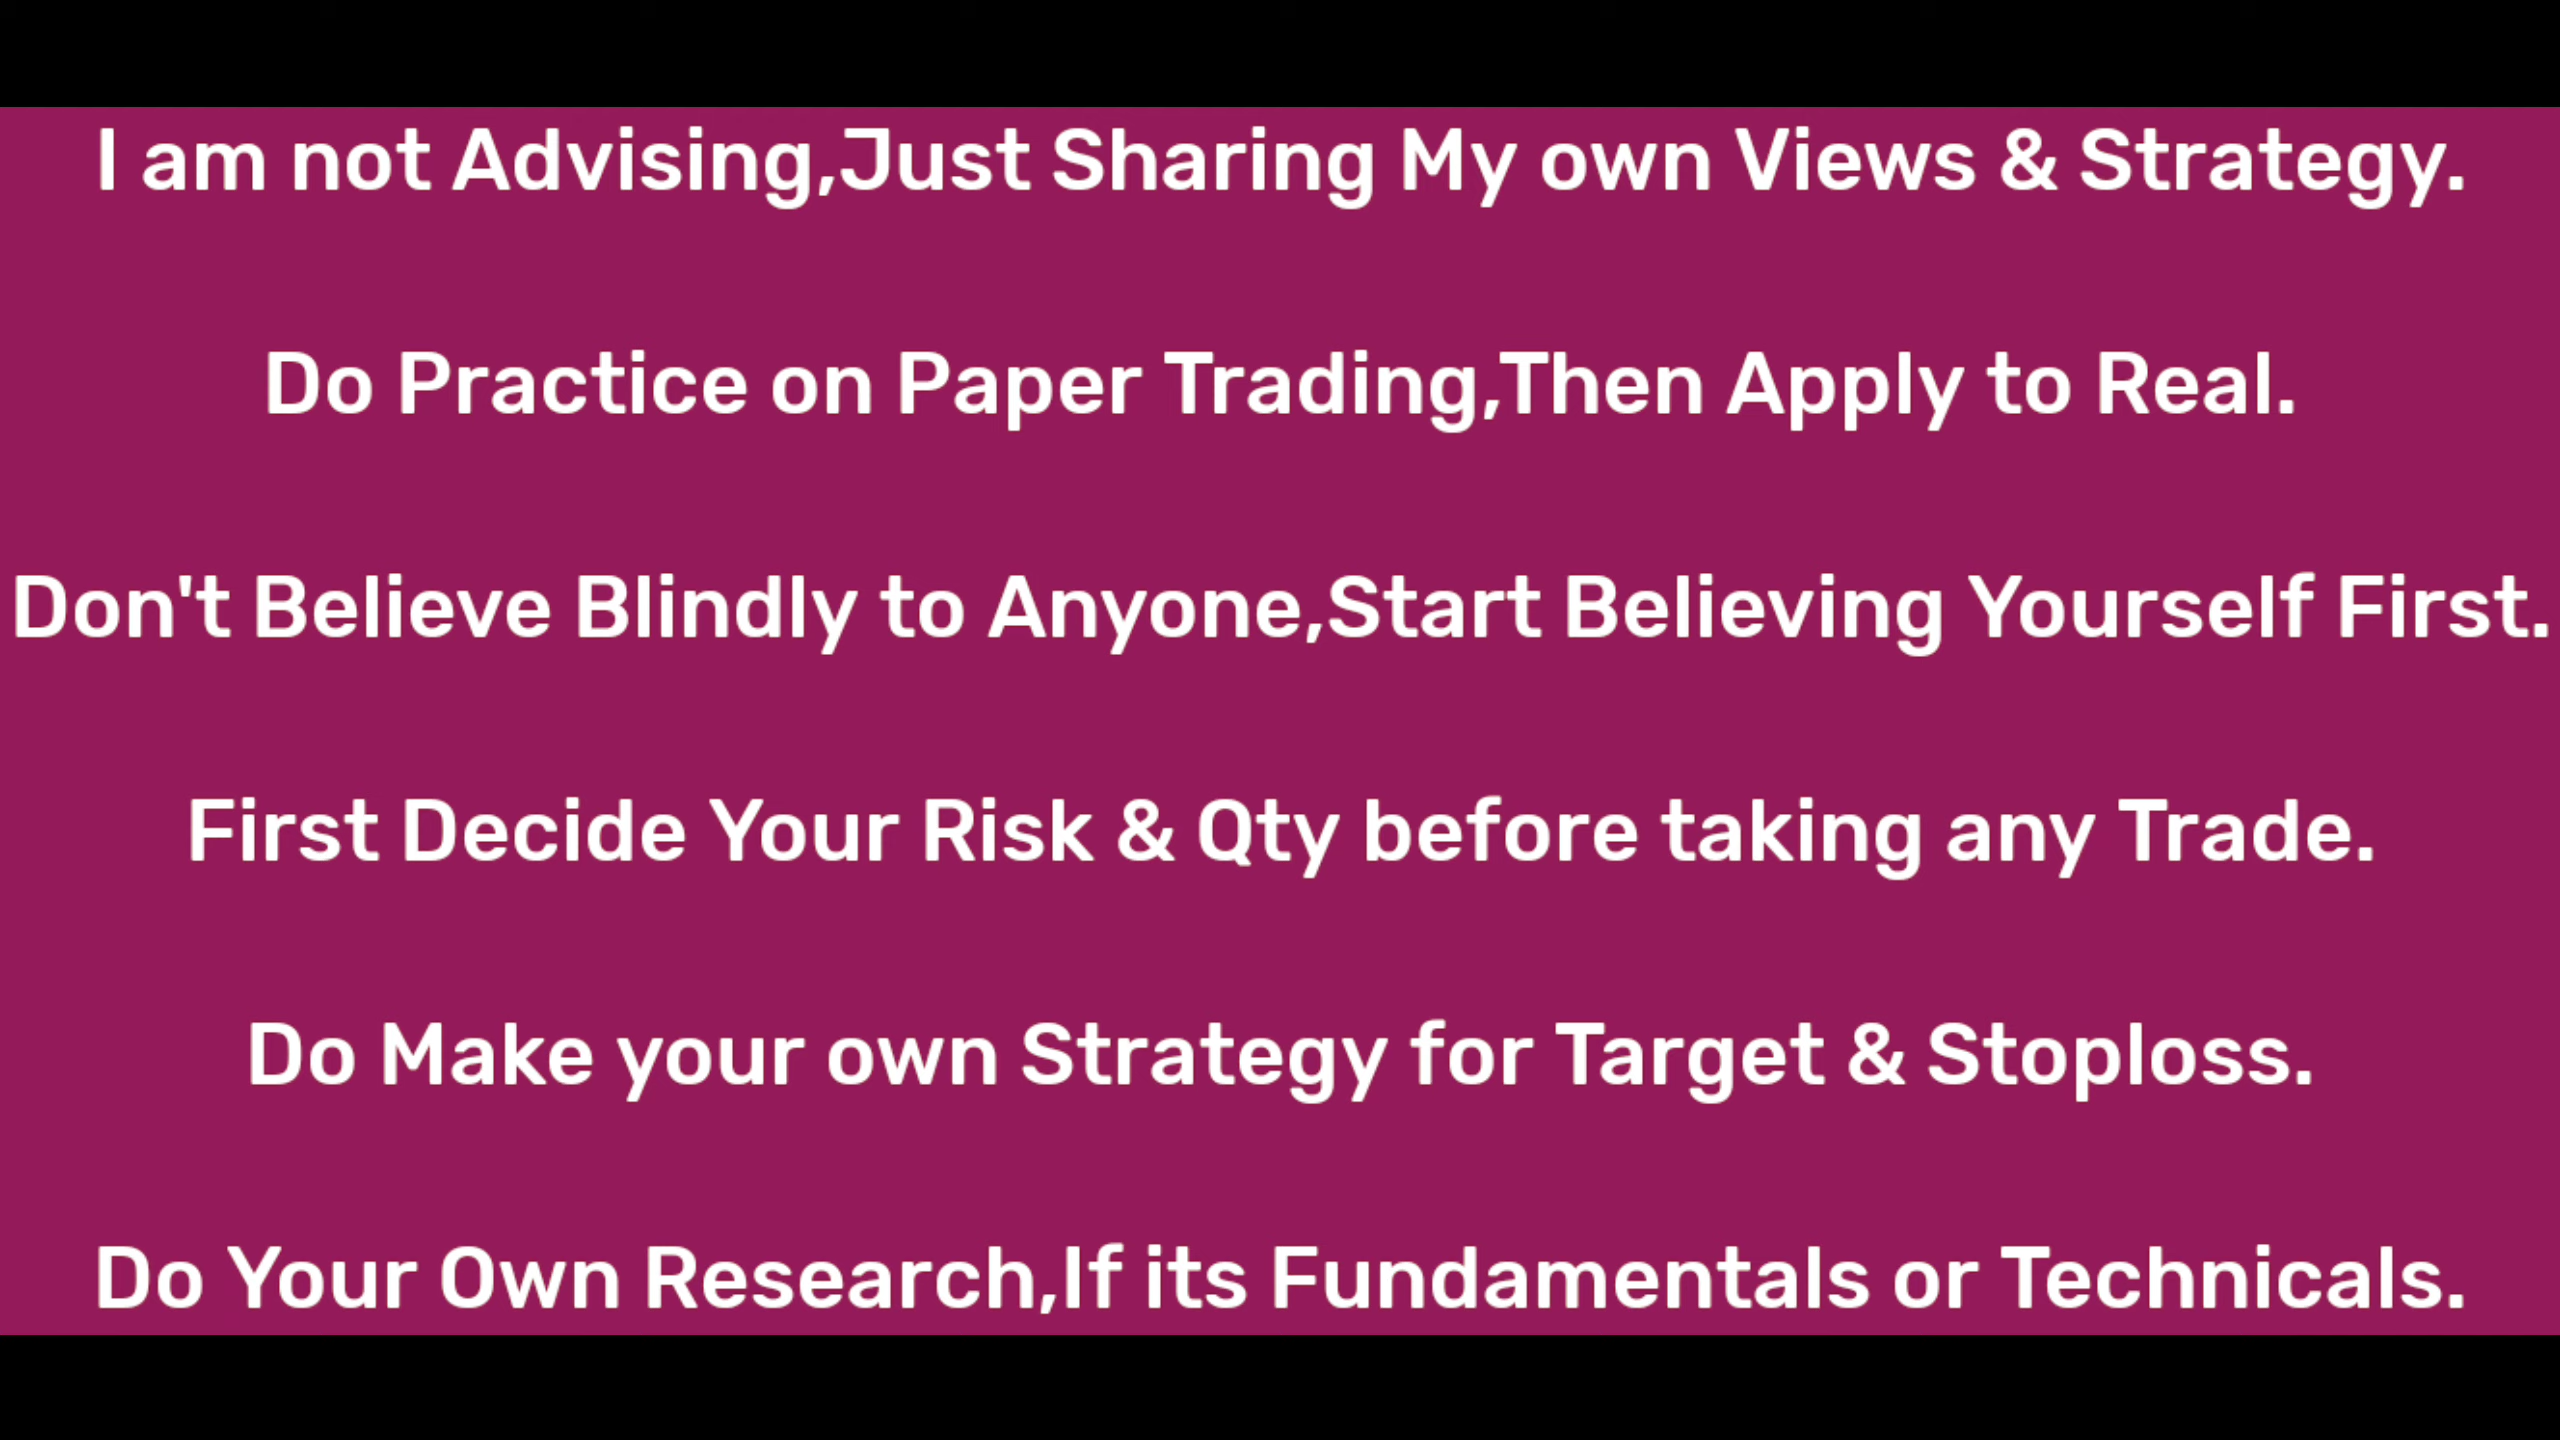 I am not Advising,Just Sharing My own Views & Strategy.
Do Practice on Paper Trading,Then Apply to Real.
Don't Believe Blindly to Anyone,Start Believing Yourself First.
First Decide Your Risk & Qty before taking any Trade.
Do Make your own Strategy for Target & Stoploss.
Do Your Own Research,If its Fundamentals or Technicals.